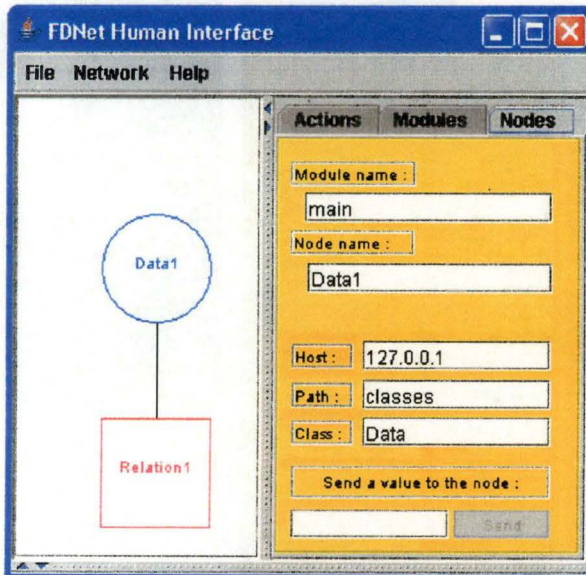 FDNet Human Interface
File Network Help
Actions Modules Nodes
Module name :
main
Node name :
Data1
Data1
Host : 127.0.0.1
Path : classes
Class : Data
Relation1
Send a value to the node :
Send